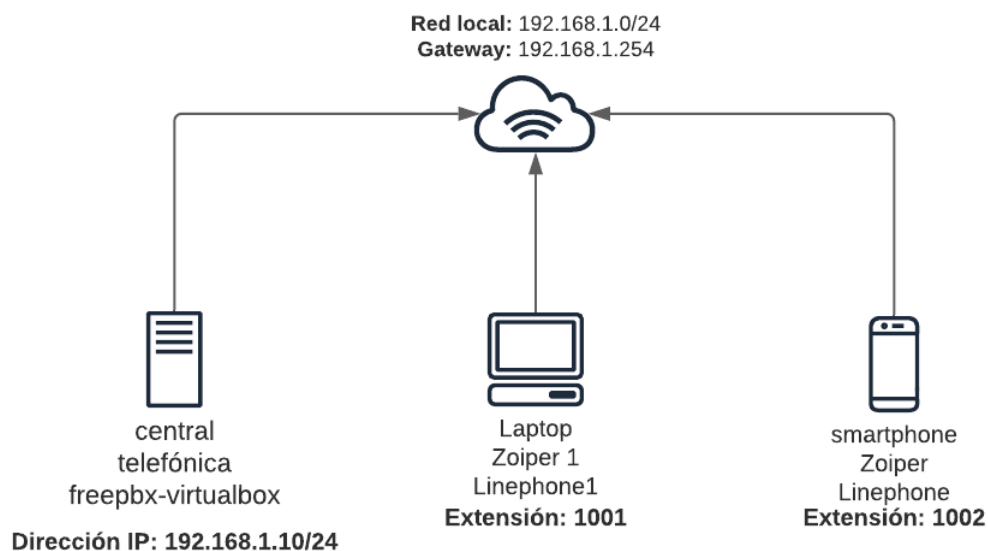 Red local: 192.168.1.0/24
Gateway: 192.168.1.254
central
telefónica
freepbx-virtualbox
Dirección IP: 192.168.1.10/24
Laptop
Zoiper 1
Linephone1
Extensión: 1001
smartphone
Zoiper
Linephone
Extensión: 1002